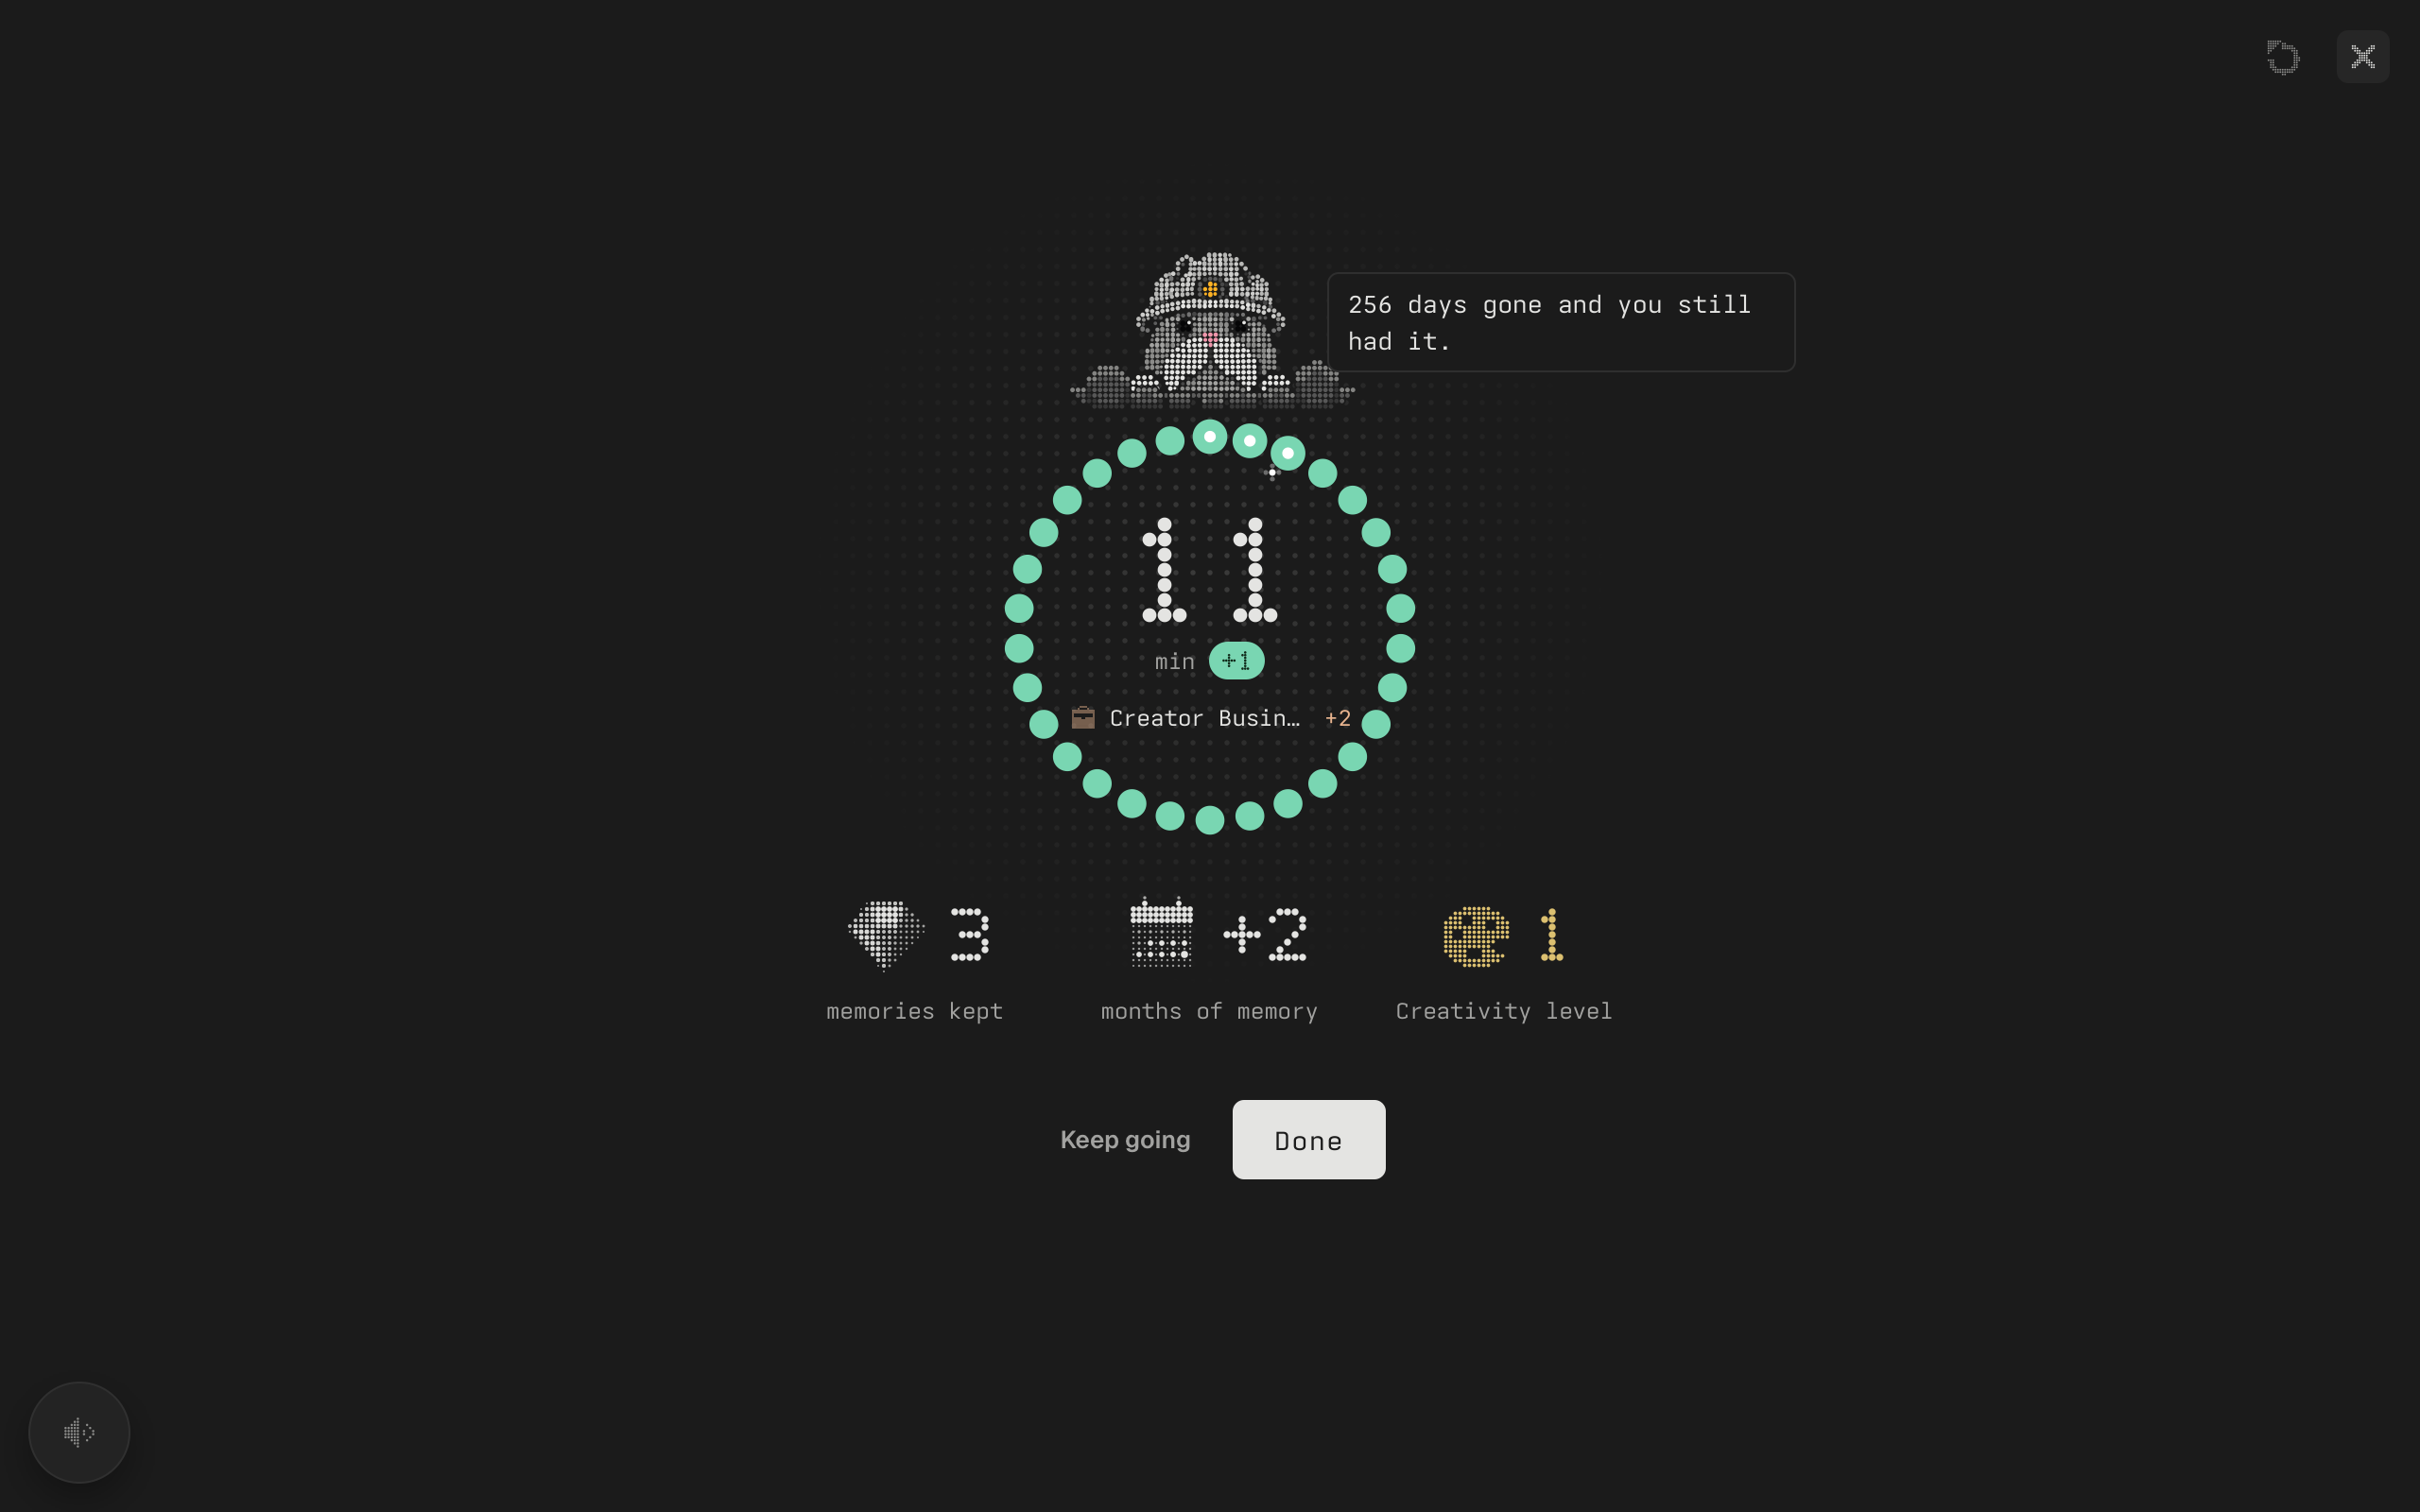 256 days gone and you still
had it.
11
min +1
Creator Busin… +2
3 +2 1
memories kept months of memory Creativity level
Keep going Done